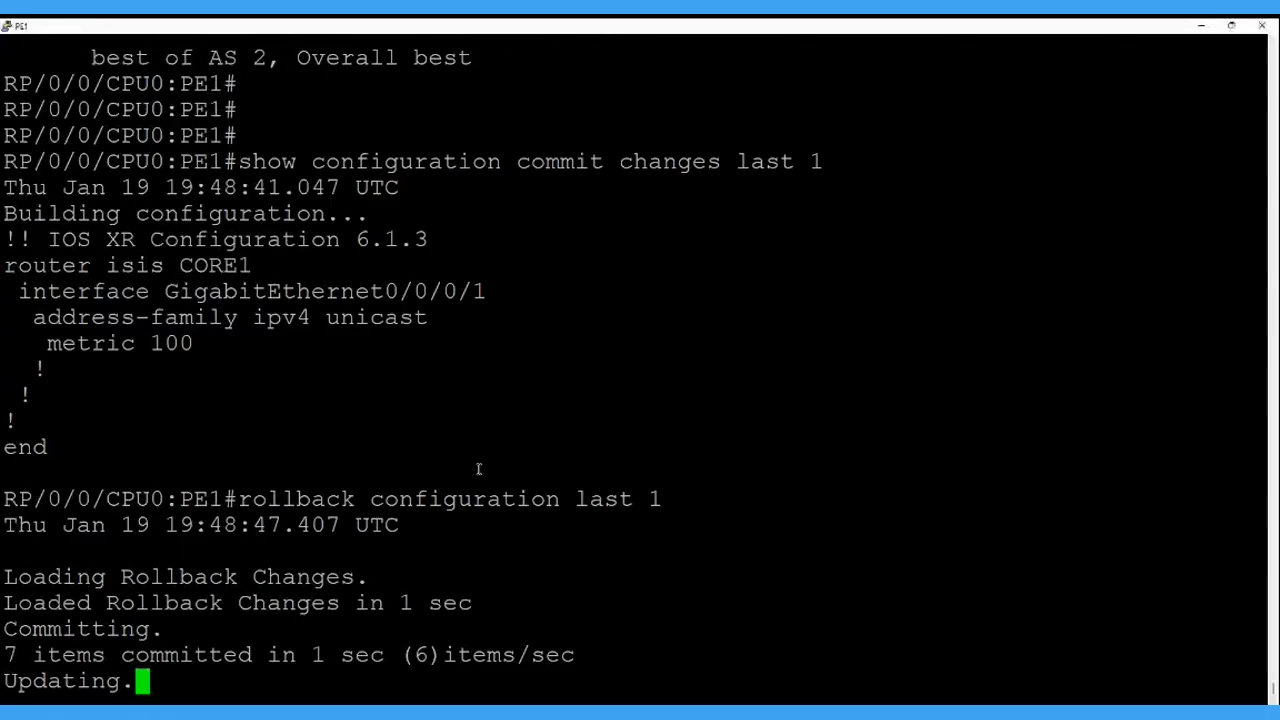 PE1
best of AS 2, Overall best
RP/0/0/CPU0:PE1#
RP/0/0/CPU0:PE1#
RP/0/0/CPU0:PE1#
RP/0/0/CPU0:PE1#show configuration commit changes last 1
Thu Jan 19 19:48:41.047 UTC
Building configuration...
!! IOS XR Configuration 6.1.3
router isis CORE1
 interface GigabitEthernet0/0/0/1
  address-family ipv4 unicast
   metric 100
  !
 !
!
end
RP/0/0/CPU0:PE1#rollback configuration last 1
Thu Jan 19 19:48:47.407 UTC
Loading Rollback Changes.
Loaded Rollback Changes in 1 sec
Committing.
7 items committed in 1 sec (6)items/sec
Updating.